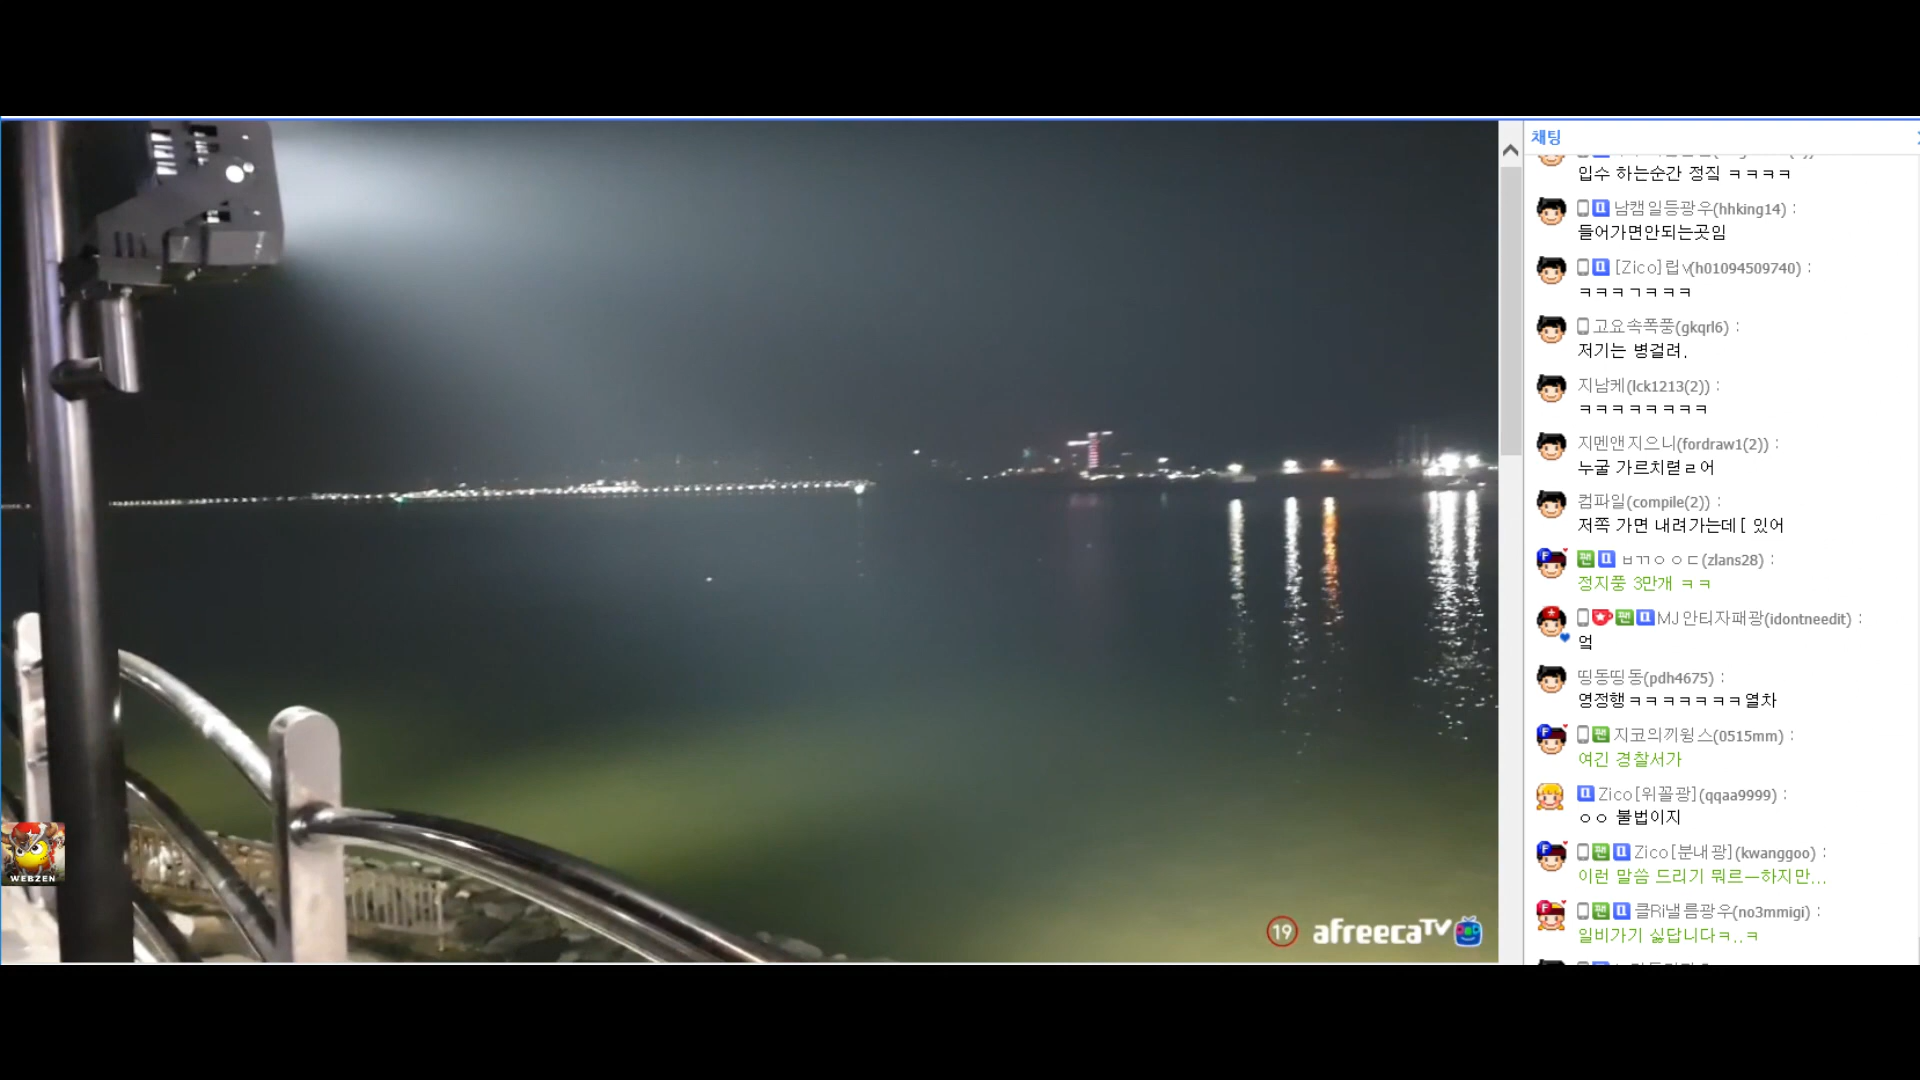 채팅
입수 하는순간 정짘 ㅋㅋㅋㅋ
남캠일등광우(hhking14) :
들어가면안되는곳임
[Zico]립v(h01094509740) :
ㅋㅋㅋㄱㅋㅋㅋ
고요속폭풍(gkqrl6) :
저기는 병걸려.
지남케(lck1213(2)) :
ㅋㅋㅋㅋㅋㅋㅋㅋ
지멘앤지으니(fordraw1(2)) :
누굴 가르치렫ㄹ어
컴파일(compile(2)) :
저쪽 가면 내려가는데[ 있어
팬 ㅂㄲㅇㅇㄷ(zlans28) :
정지풍 3만개 ㅋㅋ
팬 MJ안티자패광(idontneedit) :
엌
띵동띵동(pdh4675) :
영정행ㅋㅋㅋㅋㅋㅋㅋ열차
팬 지코의끼윙스(0515mm) :
여긴 경찰서가
Zico[위꼴광](qqaa9999) :
ㅇㅇ 불법이지
팬 Zico[분내광](kwanggoo) :
이런 말씀 드리기 뭐르ㅡ하지만...
팬 클Ri낼름광우(no3mmigi) :
일비가기 싫답니다ㅋ..ㅋ
WEBZEN
19 afreecaTV